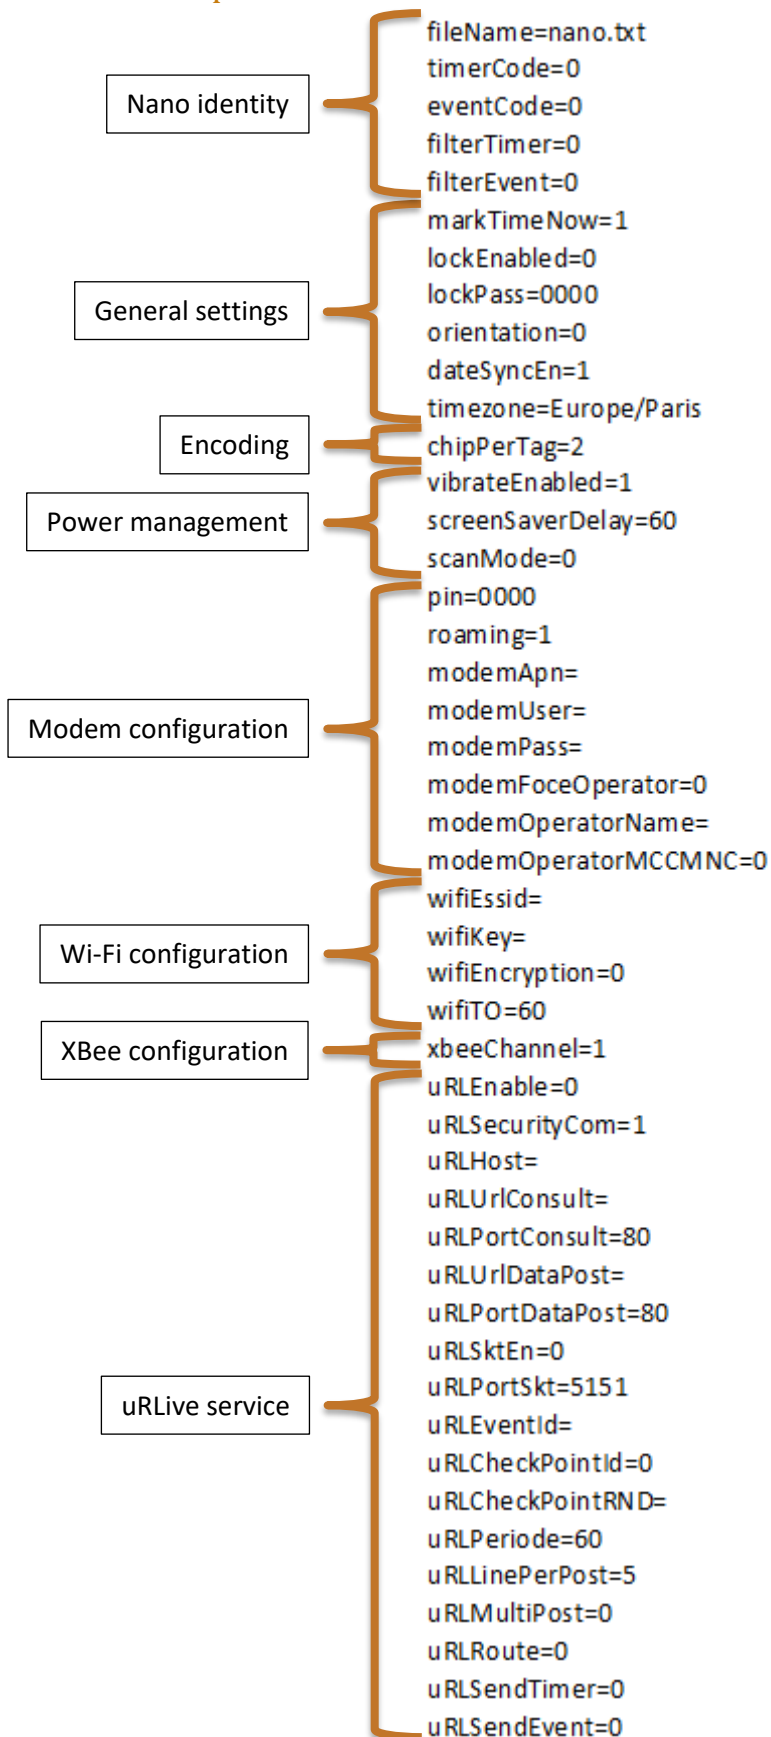 Nano identity
fileName=nano.txt
timerCode=0
eventCode=0
filterTimer=0
filterEvent=0
General settings
markTimeNow=1
lockEnabled=0
lockPass=0000
orientation=0
dateSyncEn=1
timezone=Europe/Paris
Encoding
chipPerTag=2
Power management
vibrateEnabled=1
screenSaverDelay=60
scanMode=0
Modem configuration
pin=0000
roaming=1
modemApn=
modemUser=
modemPass=
modemFoceOperator=0
modemOperatorName=
modemOperatorMCCMNC=0
Wi-Fi configuration
wifiEssid=
wifiKey=
wifiEncryption=0
wifiTO=60
XBee configuration
xbeeChannel=1
uRLive service
uRLEnable=0
uRLSecurityCom=1
uRLHost=
uRLUrlConsult=
uRLPortConsult=80
uRLUrlDataPost=
uRLPortDataPost=80
uRLSktEn=0
uRLPortSkt=5151
uRLEventId=
uRLCheckPointId=0
uRLCheckPointRND=
uRLPeriode=60
uRLLinePerPost=5
uRLMultiPost=0
uRLRoute=0
uRLSendTimer=0
uRLSendEvent=0